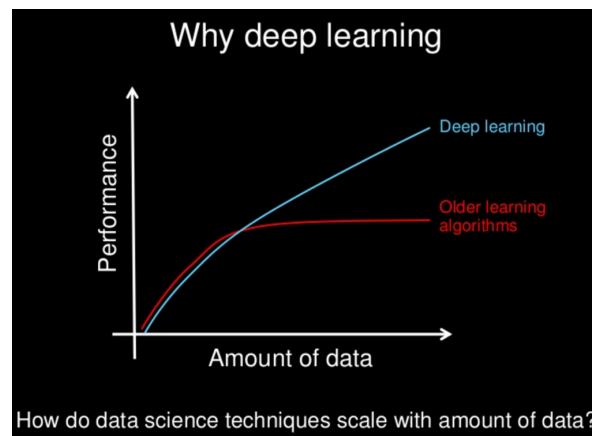 Why deep learning
Performance
Deep learning
Older learning
algorithms
Amount of data
How do data science techniques scale with amount of data?